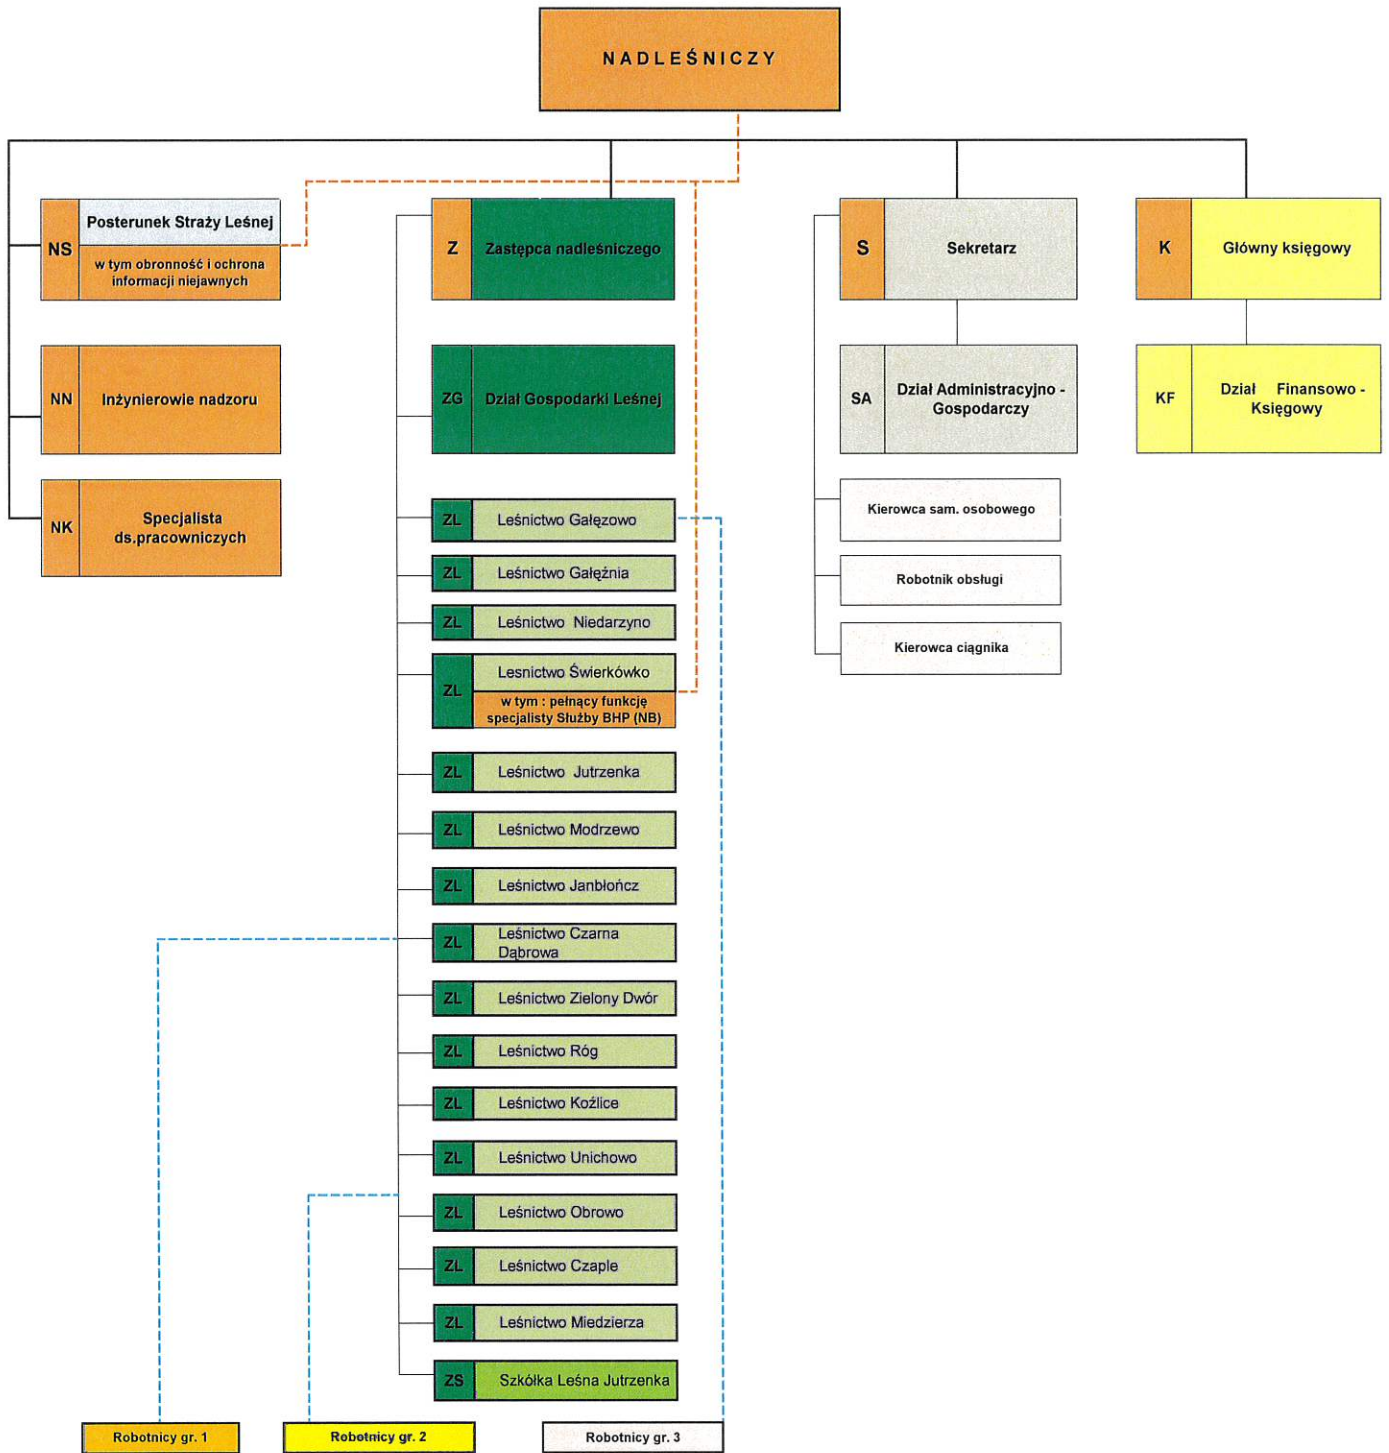 NADLEŚNICZY
NS
Posterunek Straży Leśnej
w tym obronność i ochrona
informacji niejawnych
Z
Zastępca nadleśniczego
S
Sekretarz
K
Główny księgowy
NN
Inżynierowie nadzoru
ZG
Dział Gospodarki Leśnej
SA
Dział Administracyjno -
Gospodarczy
KF
Dział Finansowo -
Księgowy
NK
Specjalista
ds.pracowniczych
ZL
Leśnictwo Gałęzowo
Kierowca sam. osobowego
ZL
Leśnictwo Gałęźnia
Robotnik obsługi
ZL
Leśnictwo Niedarzyno
Kierowca ciągnika
ZL
Lesnictwo Świerkówko
w tym : pełnący funkcję
specjalisty Służby BHP (NB)
ZL
Leśnictwo Jutrzenka
ZL
Leśnictwo Modrzewo
ZL
Leśnictwo Janbłończ
ZL
Leśnictwo Czarna
Dąbrowa
ZL
Leśnictwo Zielony Dwór
ZL
Leśnictwo Róg
ZL
Leśnictwo Koźlice
ZL
Leśnictwo Unichowo
ZL
Leśnictwo Obrowo
ZL
Leśnictwo Czaple
ZL
Leśnictwo Miedzierza
ZS
Szkółka Leśna Jutrzenka
Robotnicy gr. 1
Robotnicy gr. 2
Robotnicy gr. 3